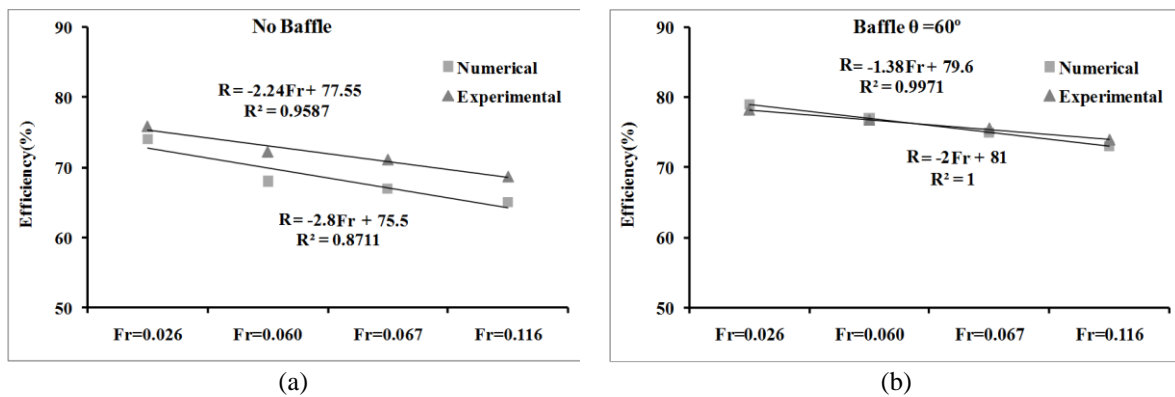 No Baffle
90
80
70
60
50
Efficiency(%)
Numerical
Experimental
R= -2.24Fr+ 77.55
R² = 0.9587
R= -2.8Fr + 75.5
R² = 0.8711
Fr=0.026 Fr=0.060 Fr=0.067 Fr=0.116
(a)
Baffle θ =60º
90
80
70
60
50
Efficiency(%)
Numerical
Experimental
R= -1.38Fr + 79.6
R² = 0.9971
R= -2Fr + 81
R² = 1
Fr=0.026 Fr=0.060 Fr=0.067 Fr=0.116
(b)